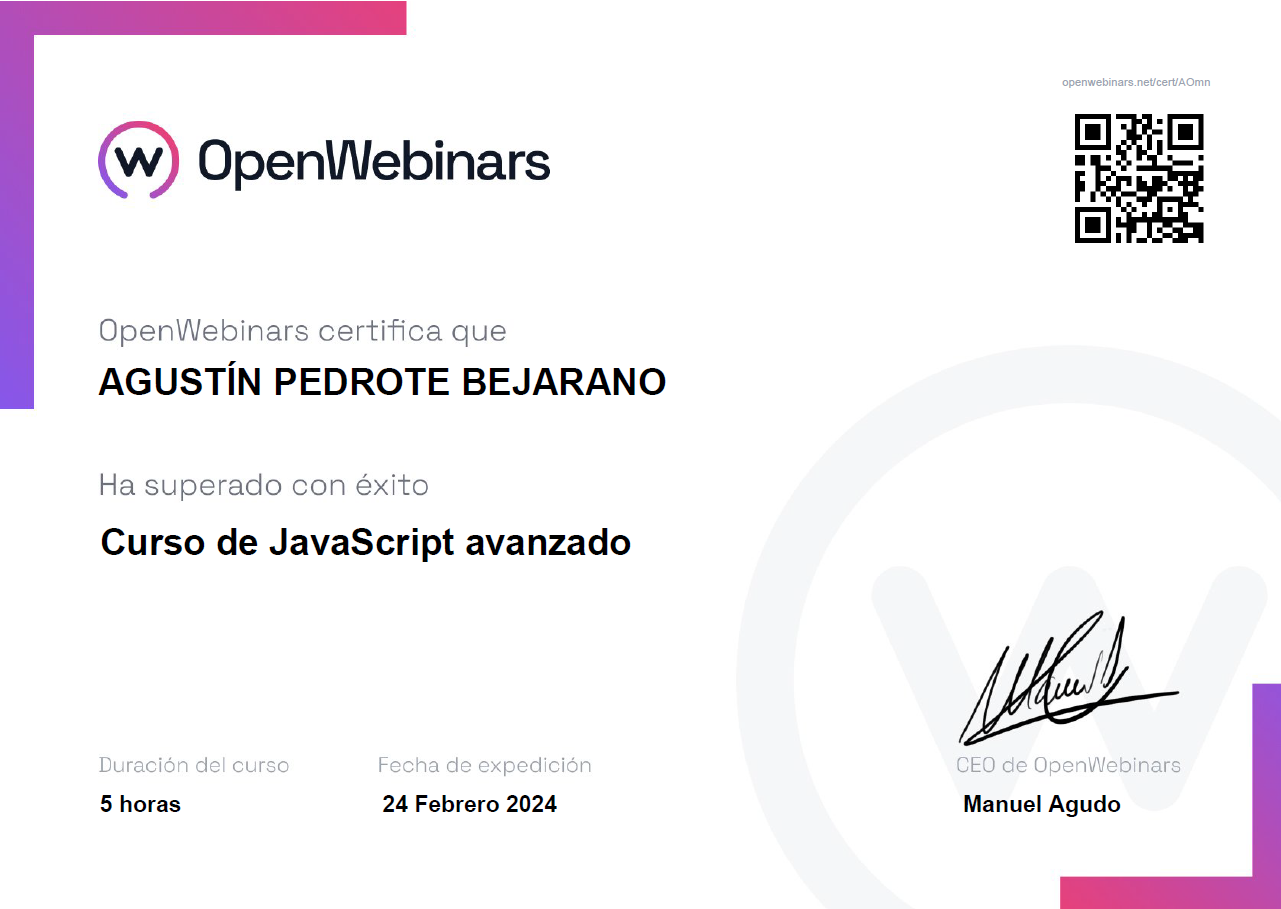 openwebinars.net/cert/AOmn
OpenWebinars
OpenWebinars certifica que
AGUSTÍN PEDROTE BEJARANO
Ha superado con éxito
Curso de JavaScript avanzado
Duración del curso
5 horas
Fecha de expedición
24 Febrero 2024
CEO de OpenWebinars
Manuel Agudo